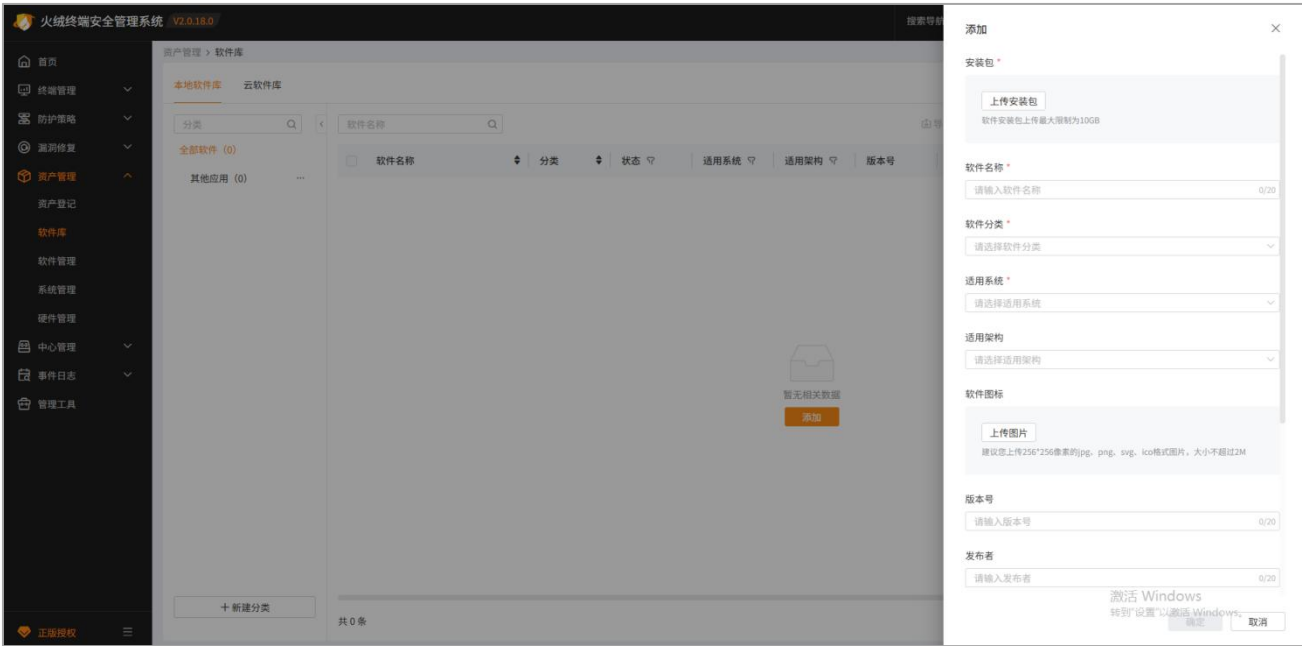 火绒终端安全管理系统 V2.0.18.0
搜索导航
首页
终端管理
防护策略
漏洞修复
资产管理
资产登记
软件库
软件管理
系统管理
硬件管理
中心管理
事件日志
管理工具
正版授权
资产管理 > 软件库
本地软件库 云软件库
分类
软件名称
全部软件（0）
其他应用（0） ...
软件名称 分类 状态 适用系统 适用架构 版本号
暂无相关数据
添加
+ 新建分类
共 0 条
添加
安装包 *
上传安装包
软件安装包上传最大限制为10GB
软件名称 *
请输入软件名称 0/20
软件分类 *
请选择软件分类
适用系统 *
请选择适用系统
适用架构
请选择适用架构
软件图标
上传图片
建议您上传256*256像素的jpg、png、svg、ico格式图片，大小不超过2M
版本号
请输入版本号 0/20
发布者
请输入发布者 0/20
激活 Windows
转到"设置"以激活 Windows。
确定 取消